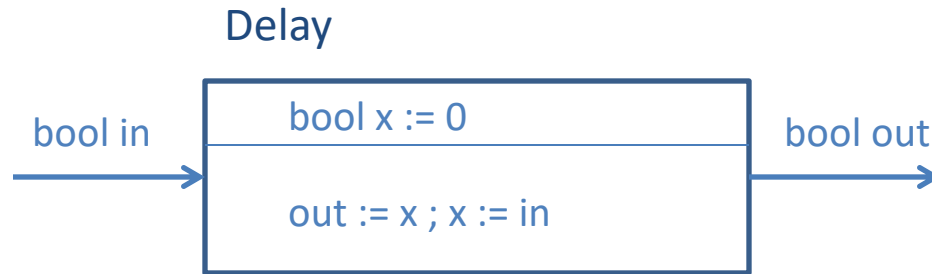 Delay
bool in
bool x := 0
bool out
out := x ; x := in